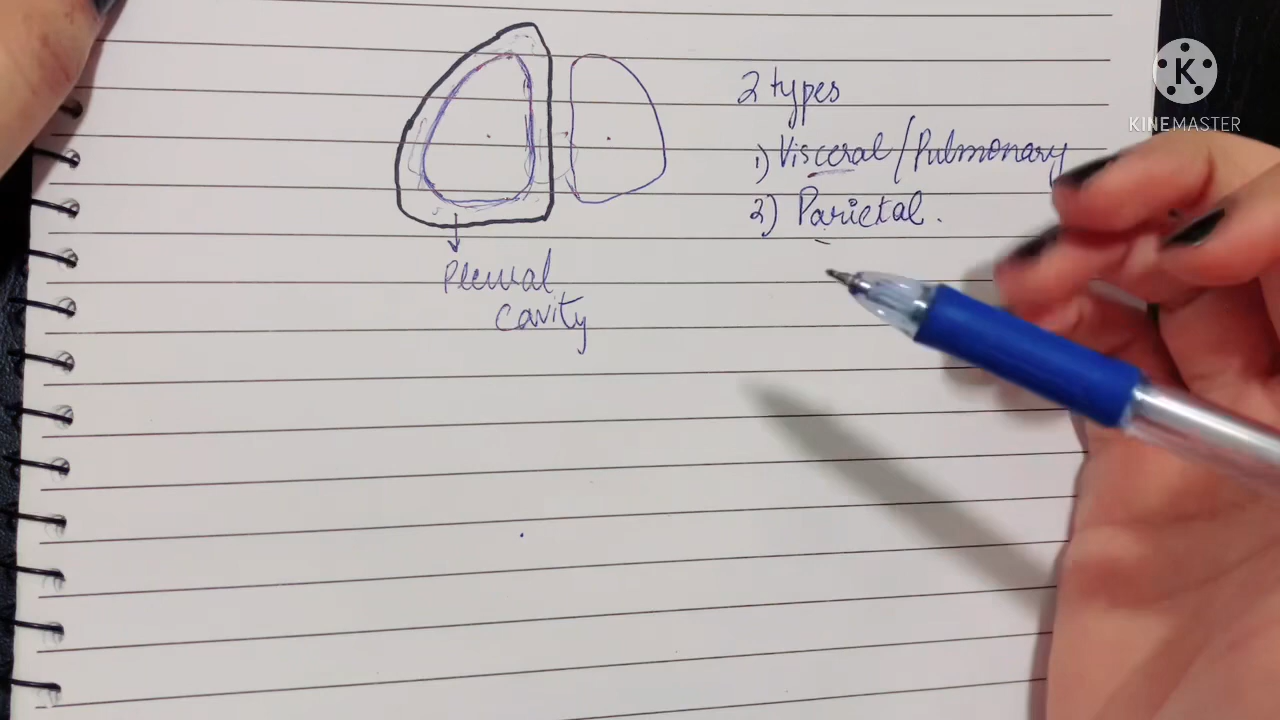 2 types
1) Visceral/Pulmonary
2) Parietal.
Pleural
cavity
K
KINEMASTER